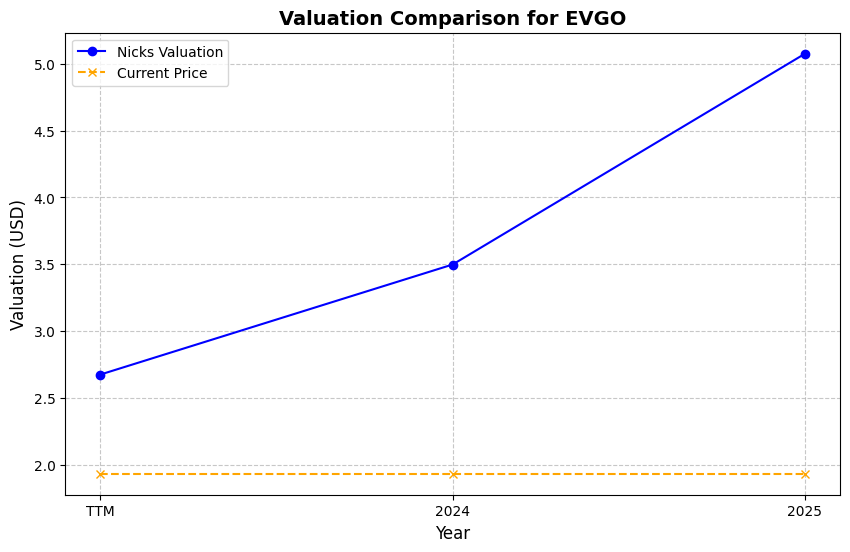 Valuation Comparison for EVGO
Nicks Valuation
Current Price
Valuation (USD)
5.0
4.5
4.0
3.5
3.0
2.5
2.0
TTM
2024
2025
Year